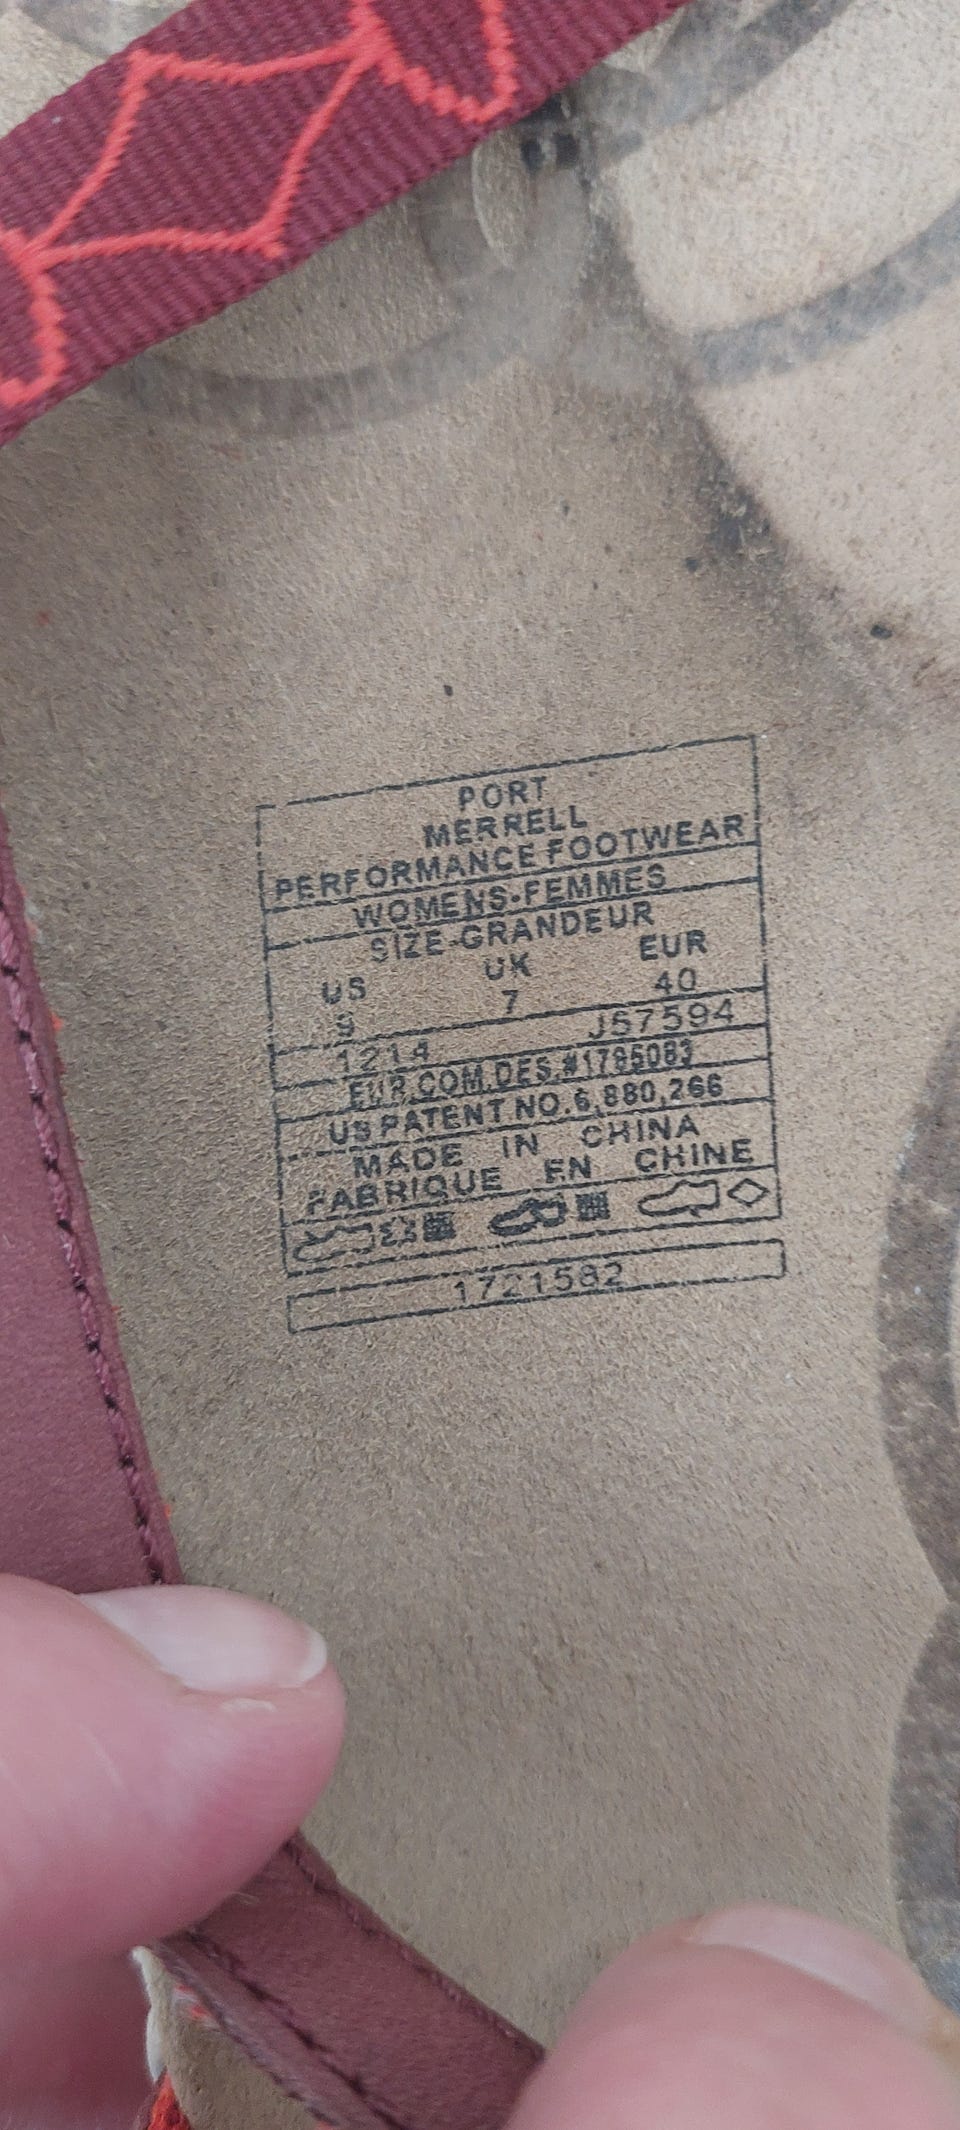 PORT
MERRELL
PERFORMANCE FOOTWEAR
WOMENS-FEMMES
SIZE-GRANDEUR
US UK EUR
9 7 40
1214 J57594
EUR.COM.DES.#1785083
US PATENT NO.6,880,266
MADE IN CHINA
FABRIQUE EN CHINE
1721582